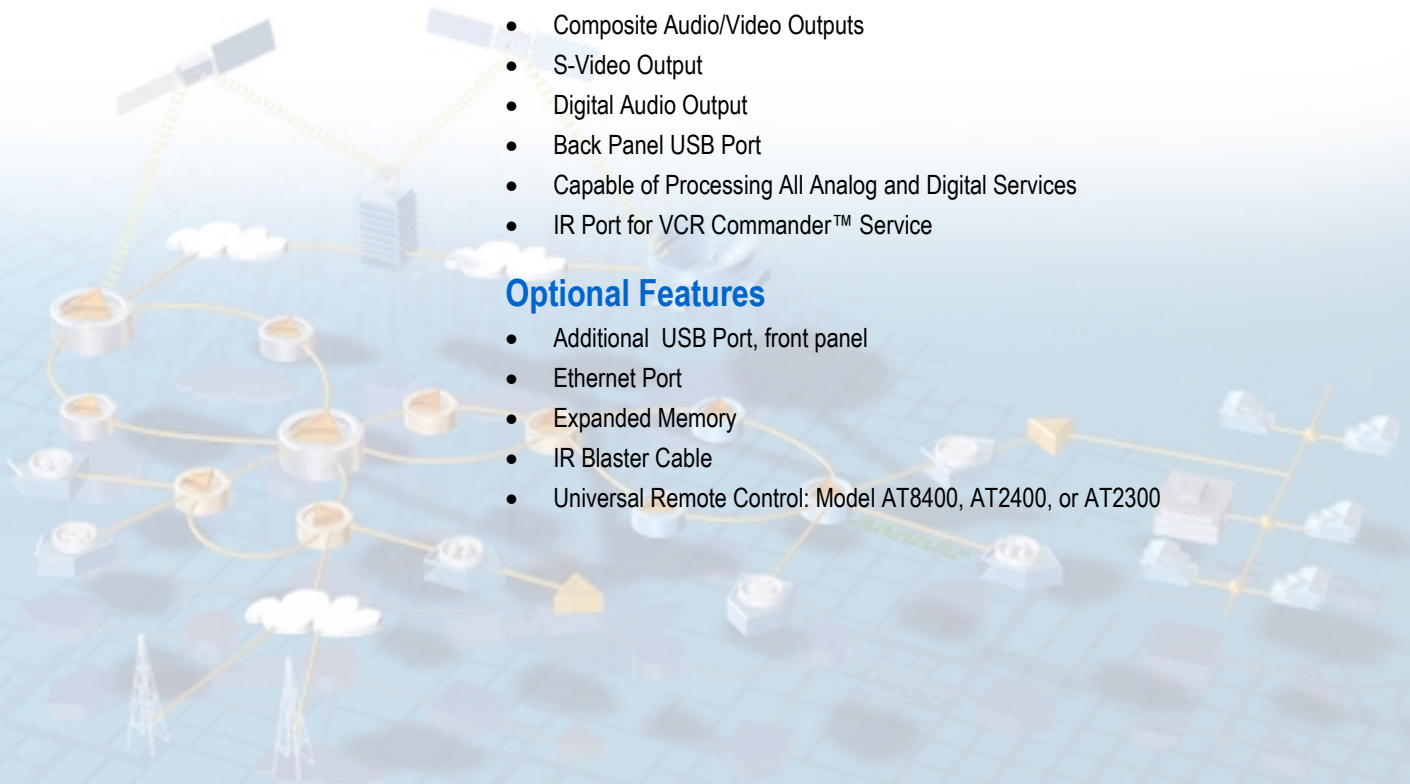 • Composite Audio/Video Outputs
• S-Video Output
• Digital Audio Output
• Back Panel USB Port
• Capable of Processing All Analog and Digital Services
• IR Port for VCR Commander™ Service
Optional Features
• Additional  USB Port, front panel
• Ethernet Port
• Expanded Memory
• IR Blaster Cable
• Universal Remote Control: Model AT8400, AT2400, or AT2300